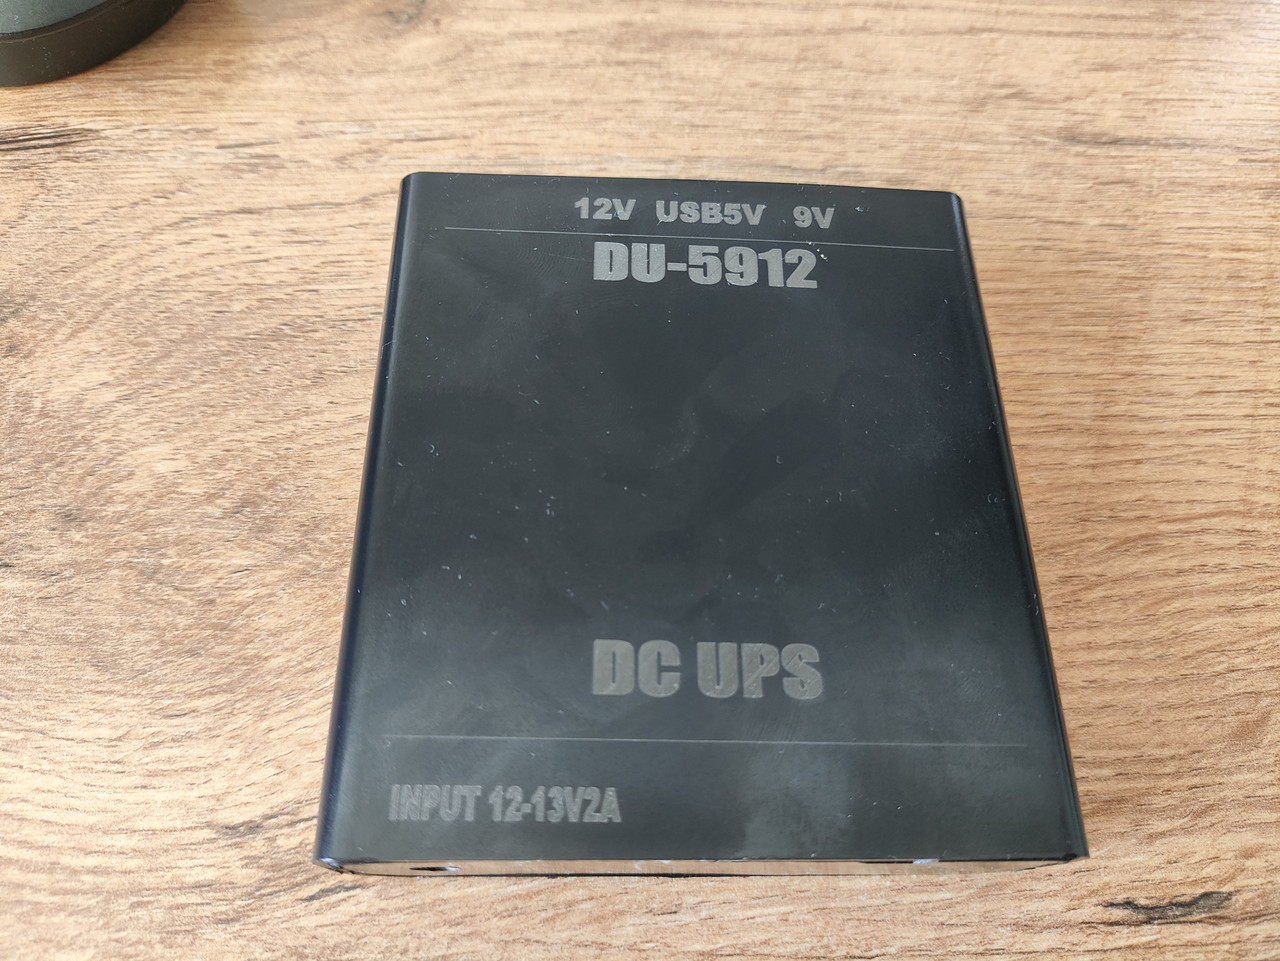 12V USB5V 9V
DU-5912
DC UPS
INPUT 12-13V2A